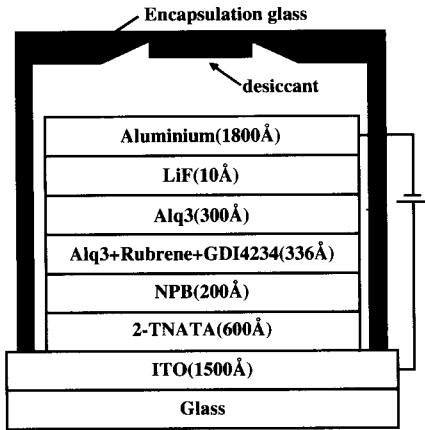 Encapsulation glass
desiccant
Aluminium(1800Å)
LiF(10Å)
Alq3(300Å)
Alq3+Rubrene+GDI4234(336Å)
NPB(200Å)
2-TNATA(600Å)
ITO(1500Å)
Glass